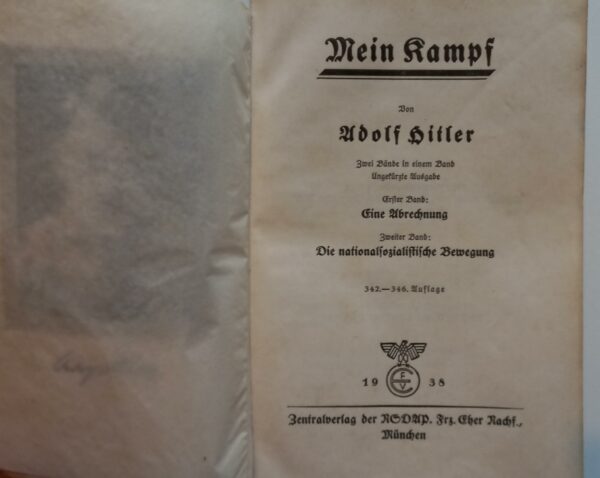 Mein Kampf
Von
Adolf Hitler
Zwei Bände in einem Band
Ungekürzte Ausgabe
Erster Band:
Eine Abrechnung
Zweiter Band:
Die nationalsozialistische Bewegung
342.—346. Auflage
19 38
Zentralverlag der NSDAP. Frz. Eher Nachf.,
München